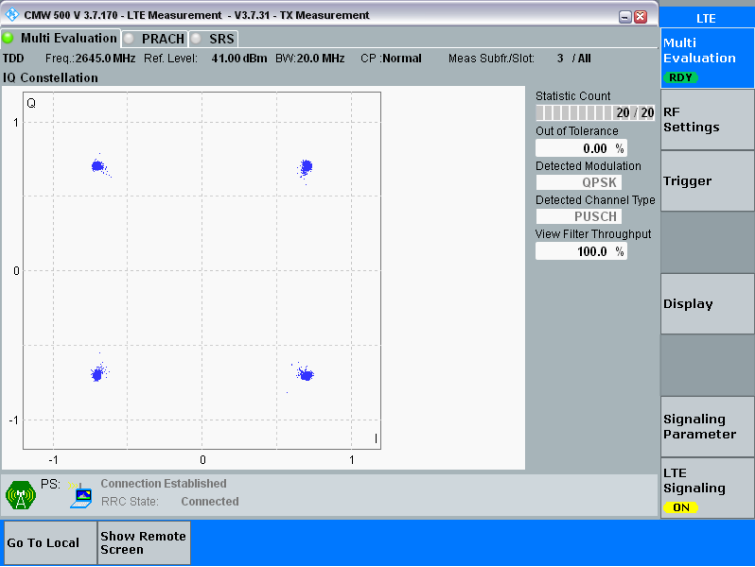 CMW 500 V 3.7.170 - LTE Measurement - V3.7.31 - TX Measurement
LTE
Multi Evaluation PRACH SRS
TDD Freq.:2645.0 MHz Ref. Level: 41.00 dBm BW:20.0 MHz CP :Normal Meas Subfr./Slot: 3 / All
IQ Constellation
Q
1
0
-1
-1 0 1
I
Statistic Count
20 / 20
Out of Tolerance
0.00 %
Detected Modulation
QPSK
Detected Channel Type
PUSCH
View Filter Throughput
100.0 %
Multi
Evaluation
RDY
RF
Settings
Trigger
Display
Signaling
Parameter
LTE
Signaling
ON
PS: Connection Established
RRC State: Connected
Go To Local
Show Remote
Screen